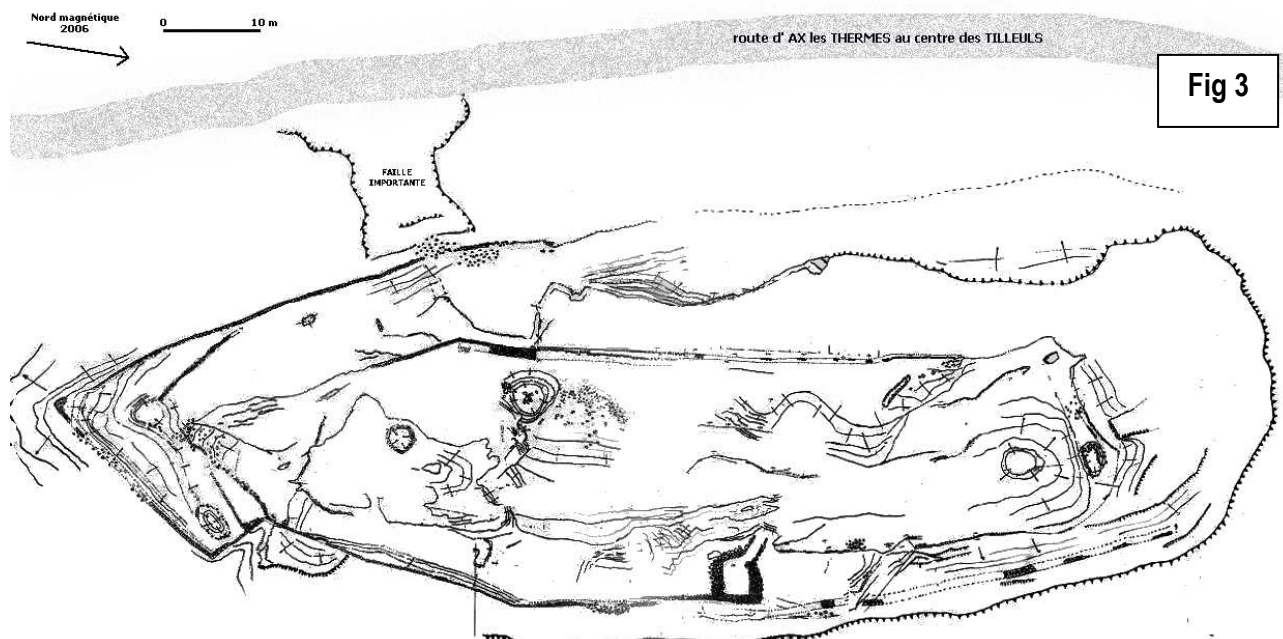 Nord magnétique
2006
0 10 m
route d' AX les THERMES au centre des TILLEULS
Fig 3
FAILLE
IMPORTANTE